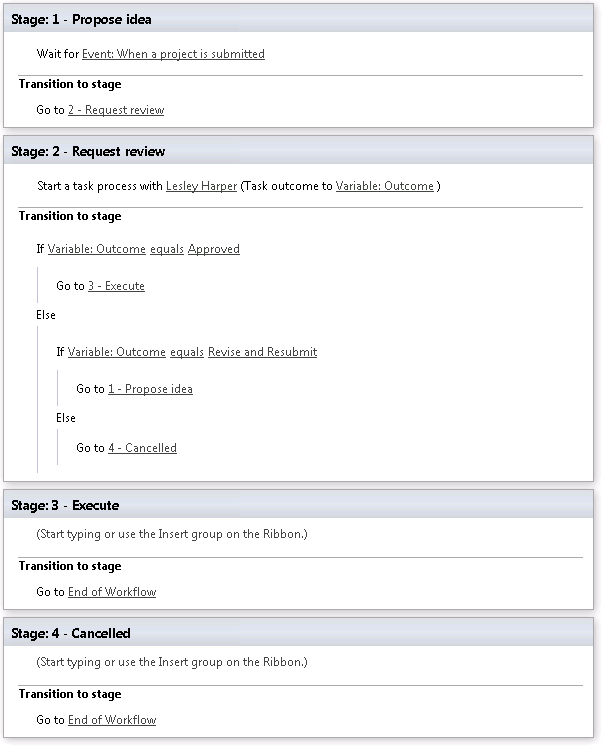 Stage: 1 - Propose idea
Wait for Event: When a project is submitted
Transition to stage
Go to 2 - Request review
Stage: 2 - Request review
Start a task process with Lesley Harper (Task outcome to Variable: Outcome )
Transition to stage
If Variable: Outcome equals Approved
Go to 3 - Execute
Else
If Variable: Outcome equals Revise and Resubmit
Go to 1 - Propose idea
Else
Go to 4 - Cancelled
Stage: 3 - Execute
(Start typing or use the Insert group on the Ribbon.)
Transition to stage
Go to End of Workflow
Stage: 4 - Cancelled
(Start typing or use the Insert group on the Ribbon.)
Transition to stage
Go to End of Workflow